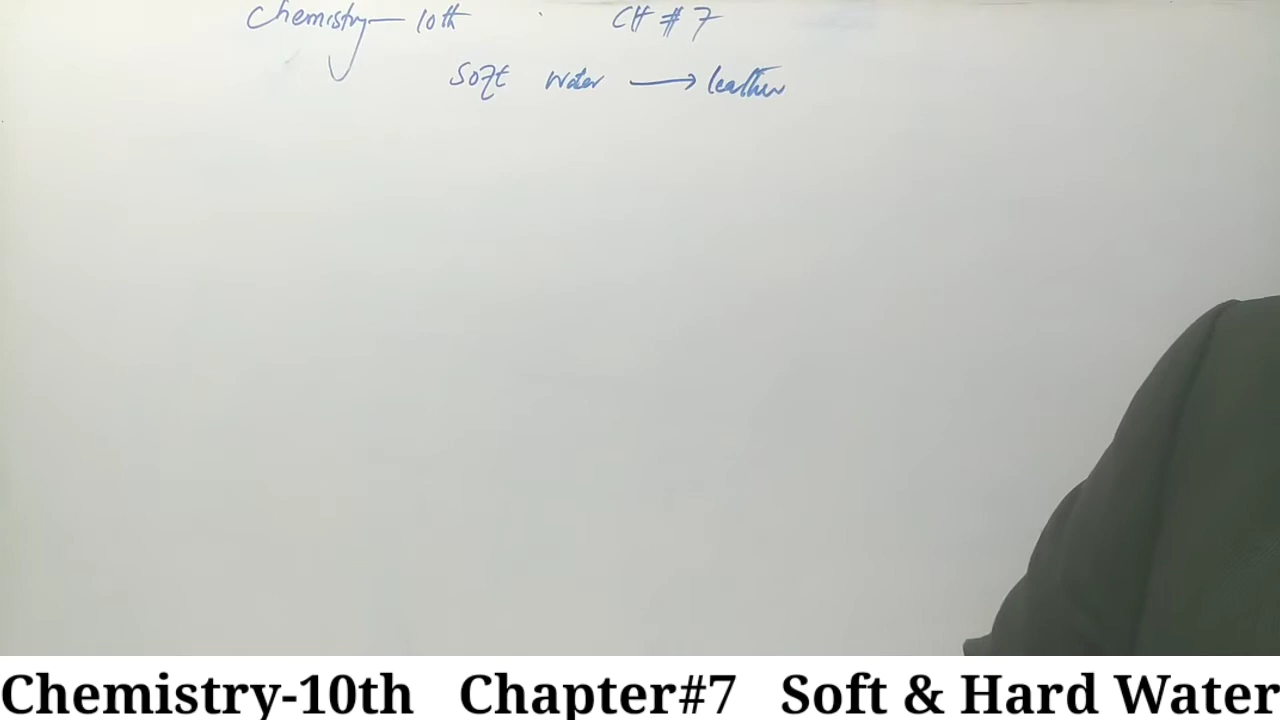 Chemistry- 10th CH # 7
Soft water → leather
Chemistry-10th Chapter#7 Soft & Hard Water